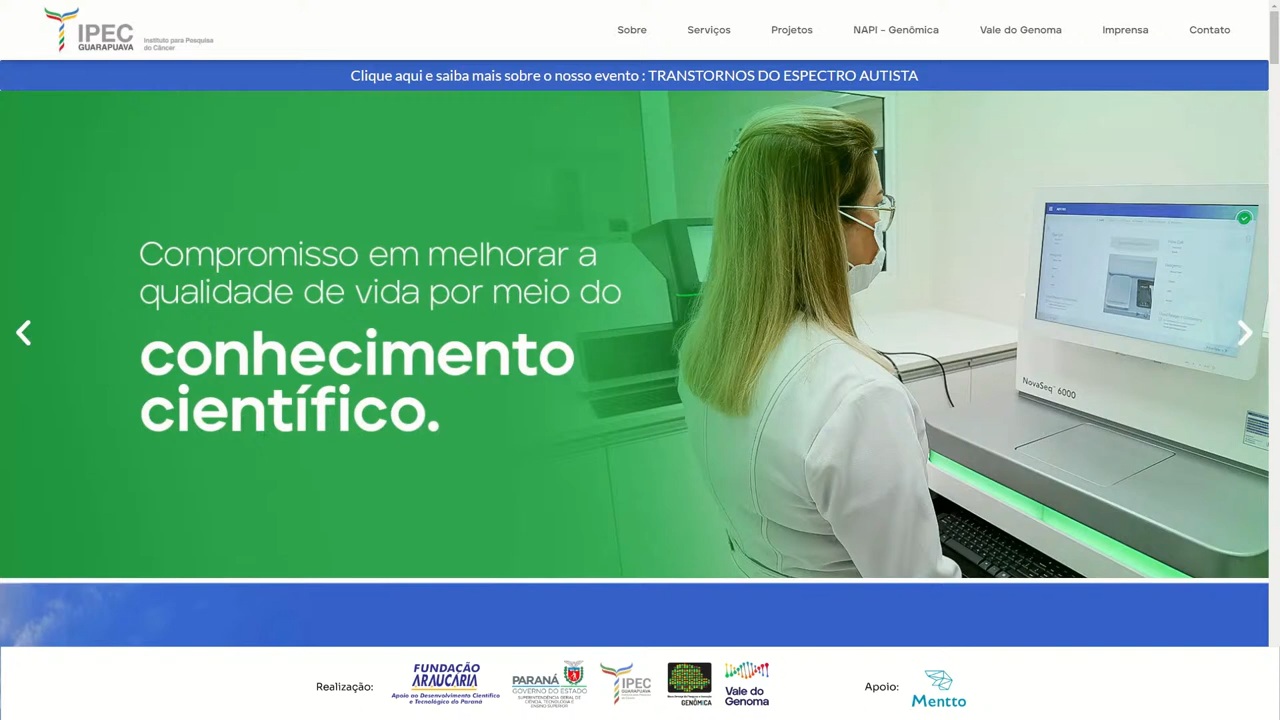 IPEC
GUARAPUAVA
Instituto para Pesquisa
do Câncer
Sobre
Serviços
Projetos
NAPI - Genômica
Vale do Genoma
Imprensa
Contato
Clique aqui e saiba mais sobre o nosso evento : TRANSTORNOS DO ESPECTRO AUTISTA
Compromisso em melhorar a
qualidade de vida por meio do
conhecimento
científico.
NovaSeq™ 6000
Realização:
FUNDAÇÃO
ARAUCÁRIA
Apoio ao Desenvolvimento Científico
e Tecnológico do Paraná
PARANÁ
GOVERNO DO ESTADO
SUPERINTENDÊNCIA GERAL DE
CIÊNCIA, TECNOLOGIA E
ENSINO SUPERIOR
IPEC
GUARAPUAVA
GENÔMICA
Vale do
Genoma
Apoio:
Mentto